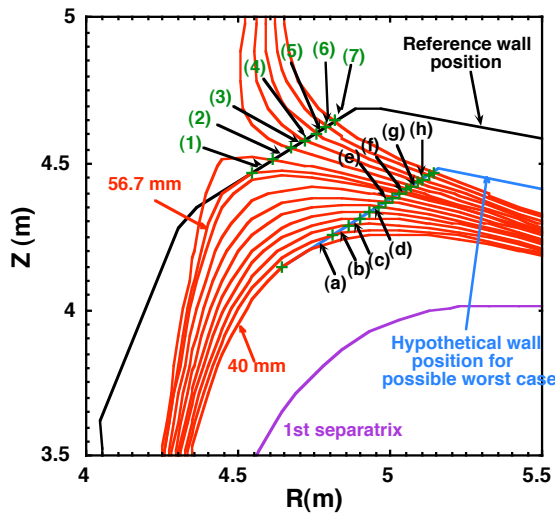 5
(6)
(5)
(7)
(4)
Reference wall
position
(3)
(2)
(1)
(h)
(g)
(f)
(e)
4.5
56.7 mm
Z (m)
(d)
(c)
(b)
(a)
4
Hypothetical wall
position for
possible worst case
40 mm
1st separatrix
3.5
4
4.5
5
5.5
R(m)